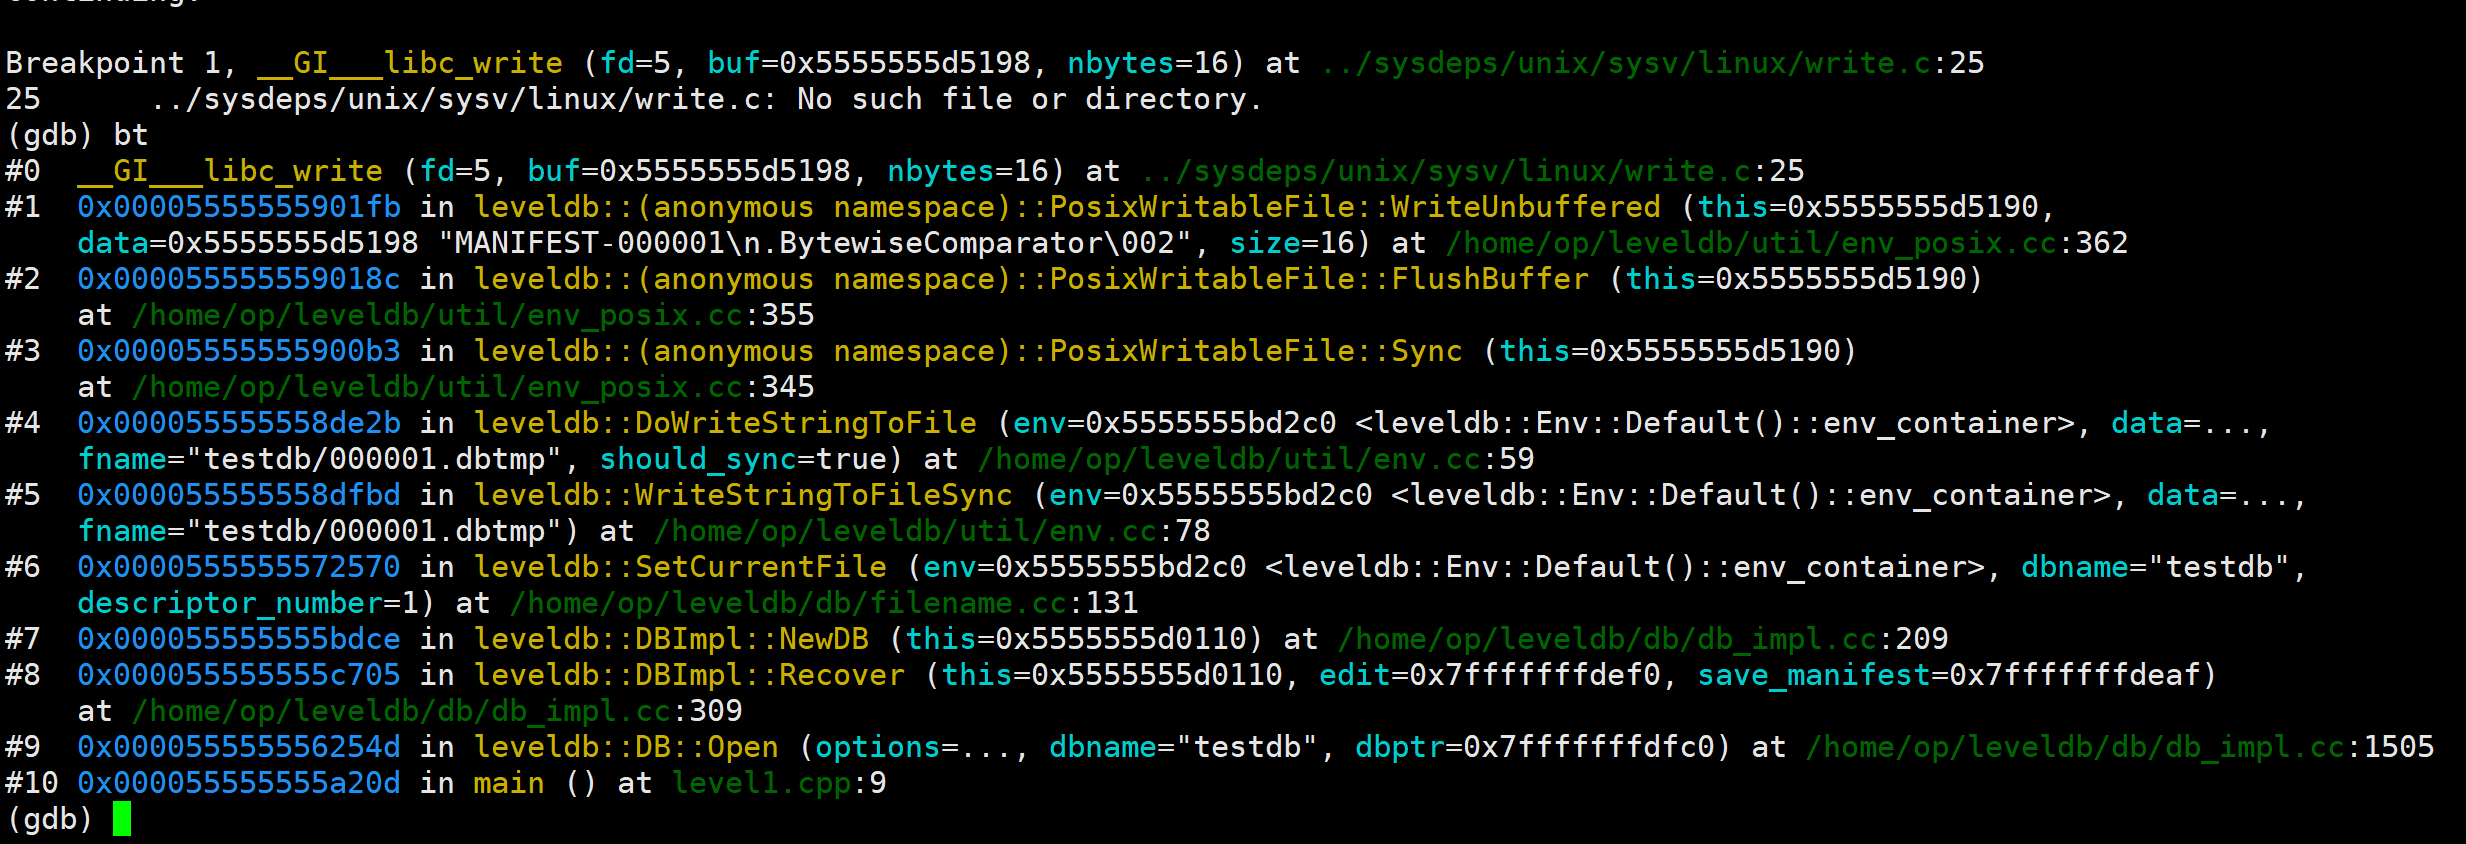 continuing.
Breakpoint 1, __GI___libc_write (fd=5, buf=0x5555555d5198, nbytes=16) at ../sysdeps/unix/sysv/linux/write.c:25
25      ../sysdeps/unix/sysv/linux/write.c: No such file or directory.
(gdb) bt
#0  __GI___libc_write (fd=5, buf=0x5555555d5198, nbytes=16) at ../sysdeps/unix/sysv/linux/write.c:25
#1  0x00005555555901fb in leveldb::(anonymous namespace)::PosixWritableFile::WriteUnbuffered (this=0x5555555d5190,
    data=0x5555555d5198 "MANIFEST-000001\n.BytewiseComparator\002", size=16) at /home/op/leveldb/util/env_posix.cc:362
#2  0x000055555559018c in leveldb::(anonymous namespace)::PosixWritableFile::FlushBuffer (this=0x5555555d5190)
    at /home/op/leveldb/util/env_posix.cc:355
#3  0x00005555555900b3 in leveldb::(anonymous namespace)::PosixWritableFile::Sync (this=0x5555555d5190)
    at /home/op/leveldb/util/env_posix.cc:345
#4  0x000055555558de2b in leveldb::DoWriteStringToFile (env=0x5555555bd2c0 <leveldb::Env::Default()::env_container>, data=...,
    fname="testdb/000001.dbtmp", should_sync=true) at /home/op/leveldb/util/env.cc:59
#5  0x000055555558dfbd in leveldb::WriteStringToFileSync (env=0x5555555bd2c0 <leveldb::Env::Default()::env_container>, data=...,
    fname="testdb/000001.dbtmp") at /home/op/leveldb/util/env.cc:78
#6  0x0000555555572570 in leveldb::SetCurrentFile (env=0x5555555bd2c0 <leveldb::Env::Default()::env_container>, dbname="testdb",
    descriptor_number=1) at /home/op/leveldb/db/filename.cc:131
#7  0x000055555555bdce in leveldb::DBImpl::NewDB (this=0x5555555d0110) at /home/op/leveldb/db/db_impl.cc:209
#8  0x000055555555c705 in leveldb::DBImpl::Recover (this=0x5555555d0110, edit=0x7fffffffdef0, save_manifest=0x7fffffffdeaf)
    at /home/op/leveldb/db/db_impl.cc:309
#9  0x000055555556254d in leveldb::DB::Open (options=..., dbname="testdb", dbptr=0x7fffffffdfc0) at /home/op/leveldb/db/db_impl.cc:1505
#10 0x000055555555a20d in main () at level1.cpp:9
(gdb)